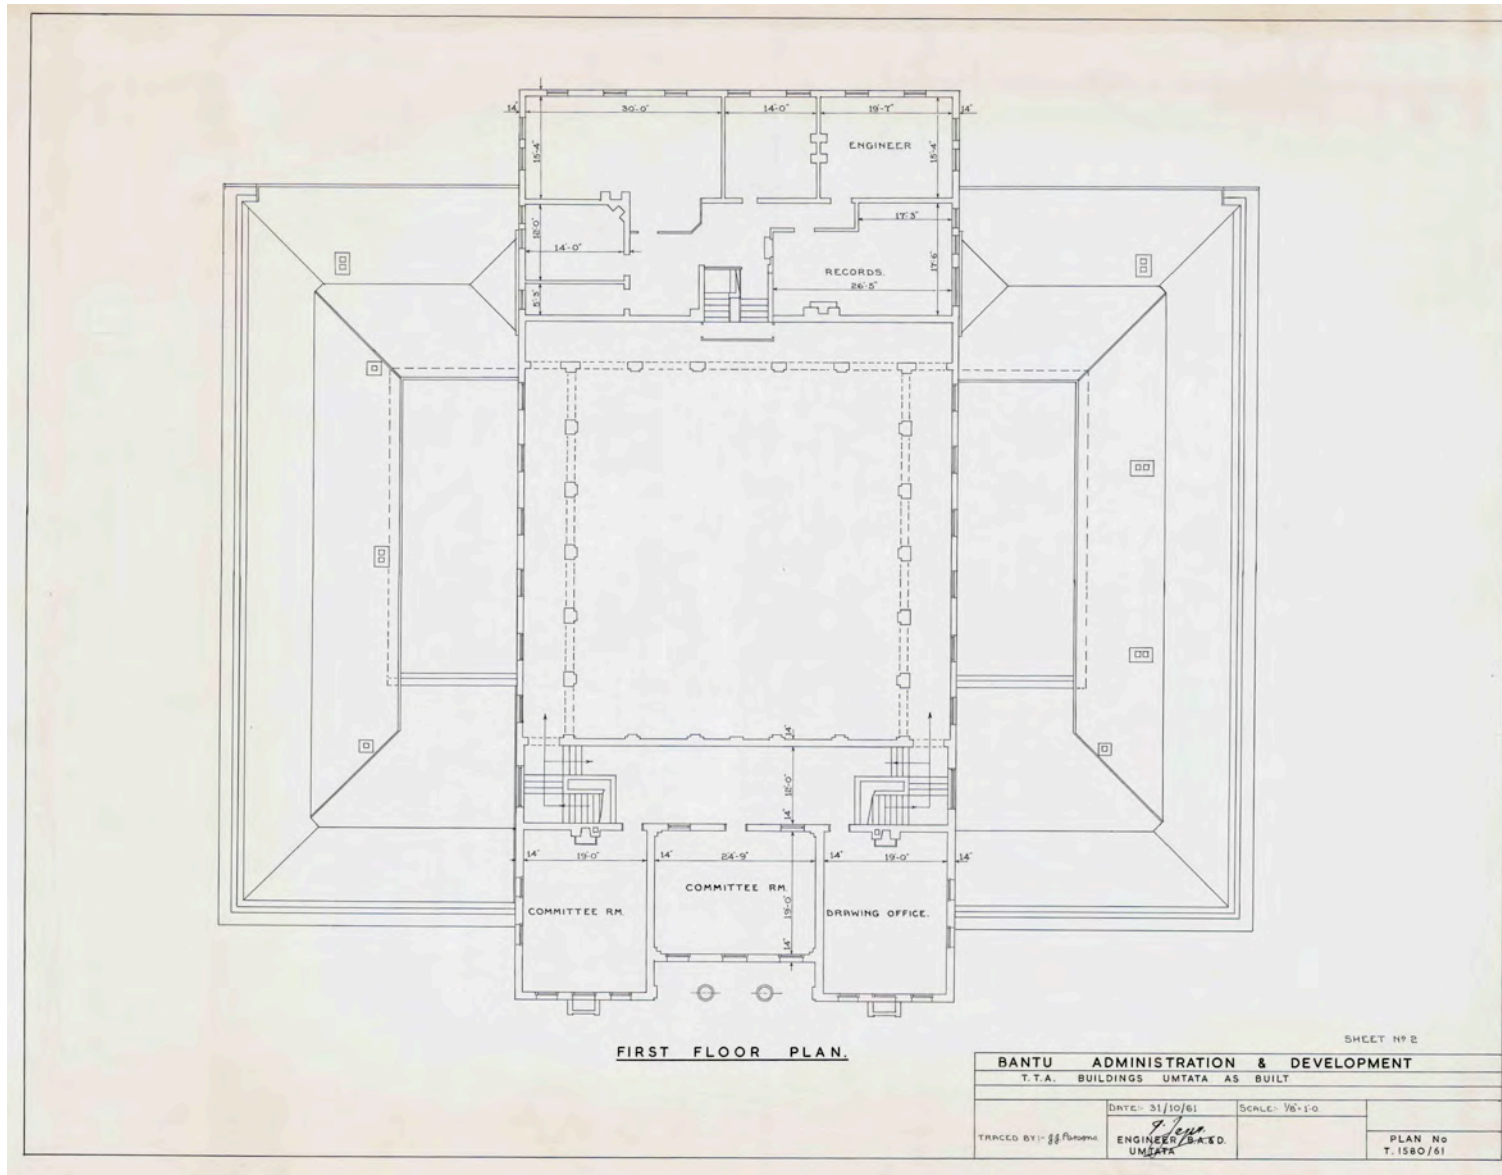 14" 30'-0" 14'-0" 19'-7" 14"
15'-4" ENGINEER 15'-4"
17'-3"
12'-0" 14'-0" 17'-6"
RECORDS.
26'-5"
5'-3"
14"
12'-0"
14"
14" 19'-0" 14" 24'-9" 14" 19'-0" 14"
COMMITTEE RM.
19'-0"
COMMITTEE RM. DRAWING OFFICE.
14"
FIRST FLOOR PLAN.
SHEET Nº 2
BANTU ADMINISTRATION & DEVELOPMENT
T.T.A. BUILDINGS UMTATA AS BUILT
DATE:- 31/10/61 SCALE:- 1/8"=1'-0
TRACED BY:- J.J. Parsons ENGINEER B.A.&D.
UMTATA
PLAN No
T.1580/61